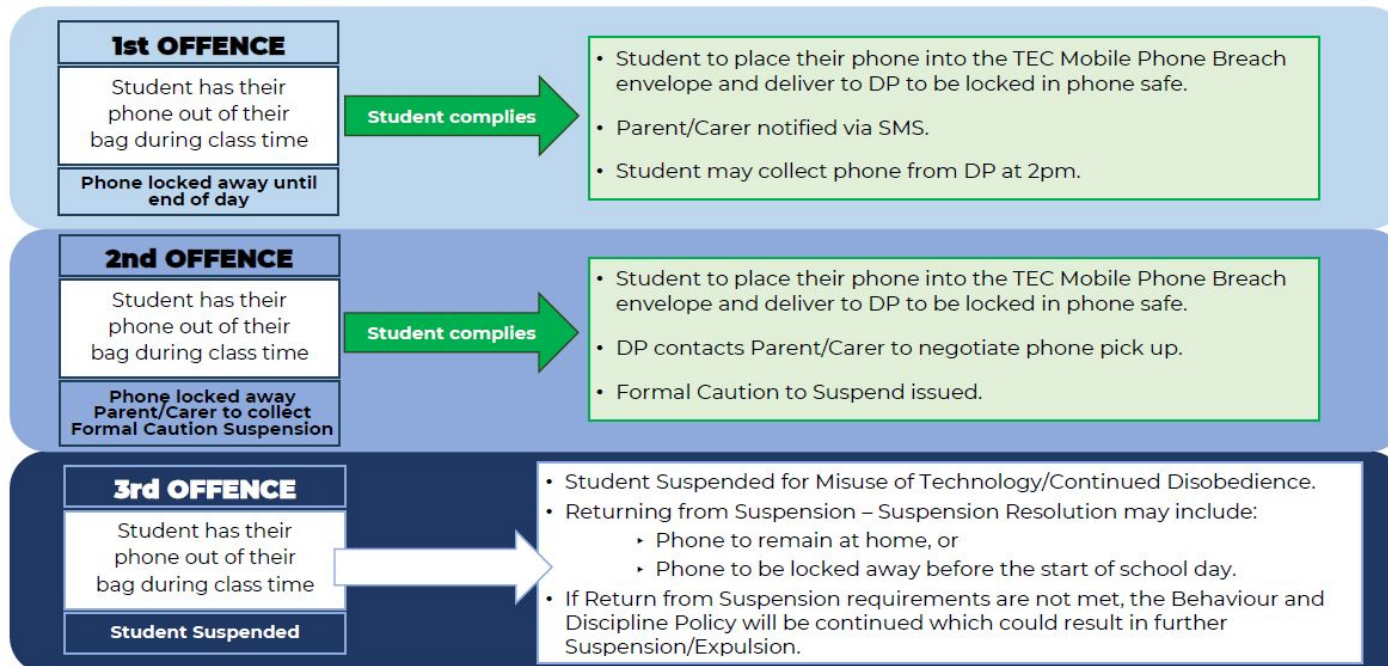 1st OFFENCE
Student has their
phone out of their
bag during class time
Phone locked away until
end of day
Student complies
• Student to place their phone into the TEC Mobile Phone Breach
envelope and deliver to DP to be locked in phone safe.
• Parent/Carer notified via SMS.
• Student may collect phone from DP at 2pm.
2nd OFFENCE
Student has their
phone out of their
bag during class time
Phone locked away
Parent/Carer to collect
Formal Caution Suspension
Student complies
• Student to place their phone into the TEC Mobile Phone Breach
envelope and deliver to DP to be locked in phone safe.
• DP contacts Parent/Carer to negotiate phone pick up.
• Formal Caution to Suspend issued.
3rd OFFENCE
Student has their
phone out of their
bag during class time
Student Suspended
• Student Suspended for Misuse of Technology/Continued Disobedience.
• Returning from Suspension – Suspension Resolution may include:
‣ Phone to remain at home, or
‣ Phone to be locked away before the start of school day.
• If Return from Suspension requirements are not met, the Behaviour and
Discipline Policy will be continued which could result in further
Suspension/Expulsion.